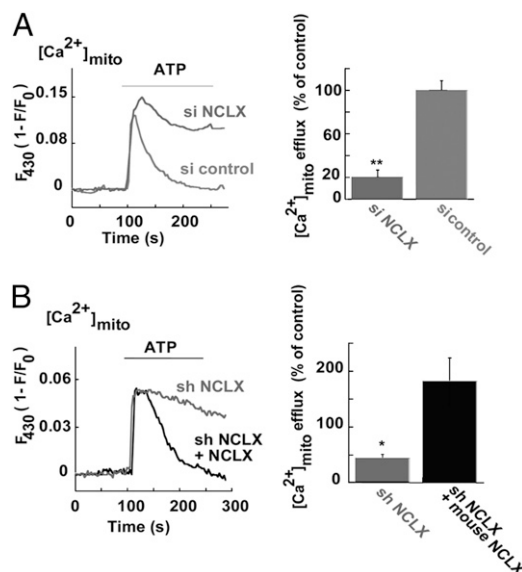 A
[Ca2+]mito
ATP
F430 ( 1- F/F0 )
0.15
0.08
0
si NCLX
si control
0 100 200 300
Time (s)
[Ca2+]mito efflux (% of control)
100
60
20
0
**
si NCLX
si control
B
[Ca2+]mito
ATP
F430 ( 1- F/F0 )
0.06
0.03
0
sh NCLX
sh NCLX
+ NCLX
0 100 200 300
Time (s)
[Ca2+]mito efflux (% of control)
200
150
100
50
0
*
sh NCLX
sh NCLX
+ mouse NCLX